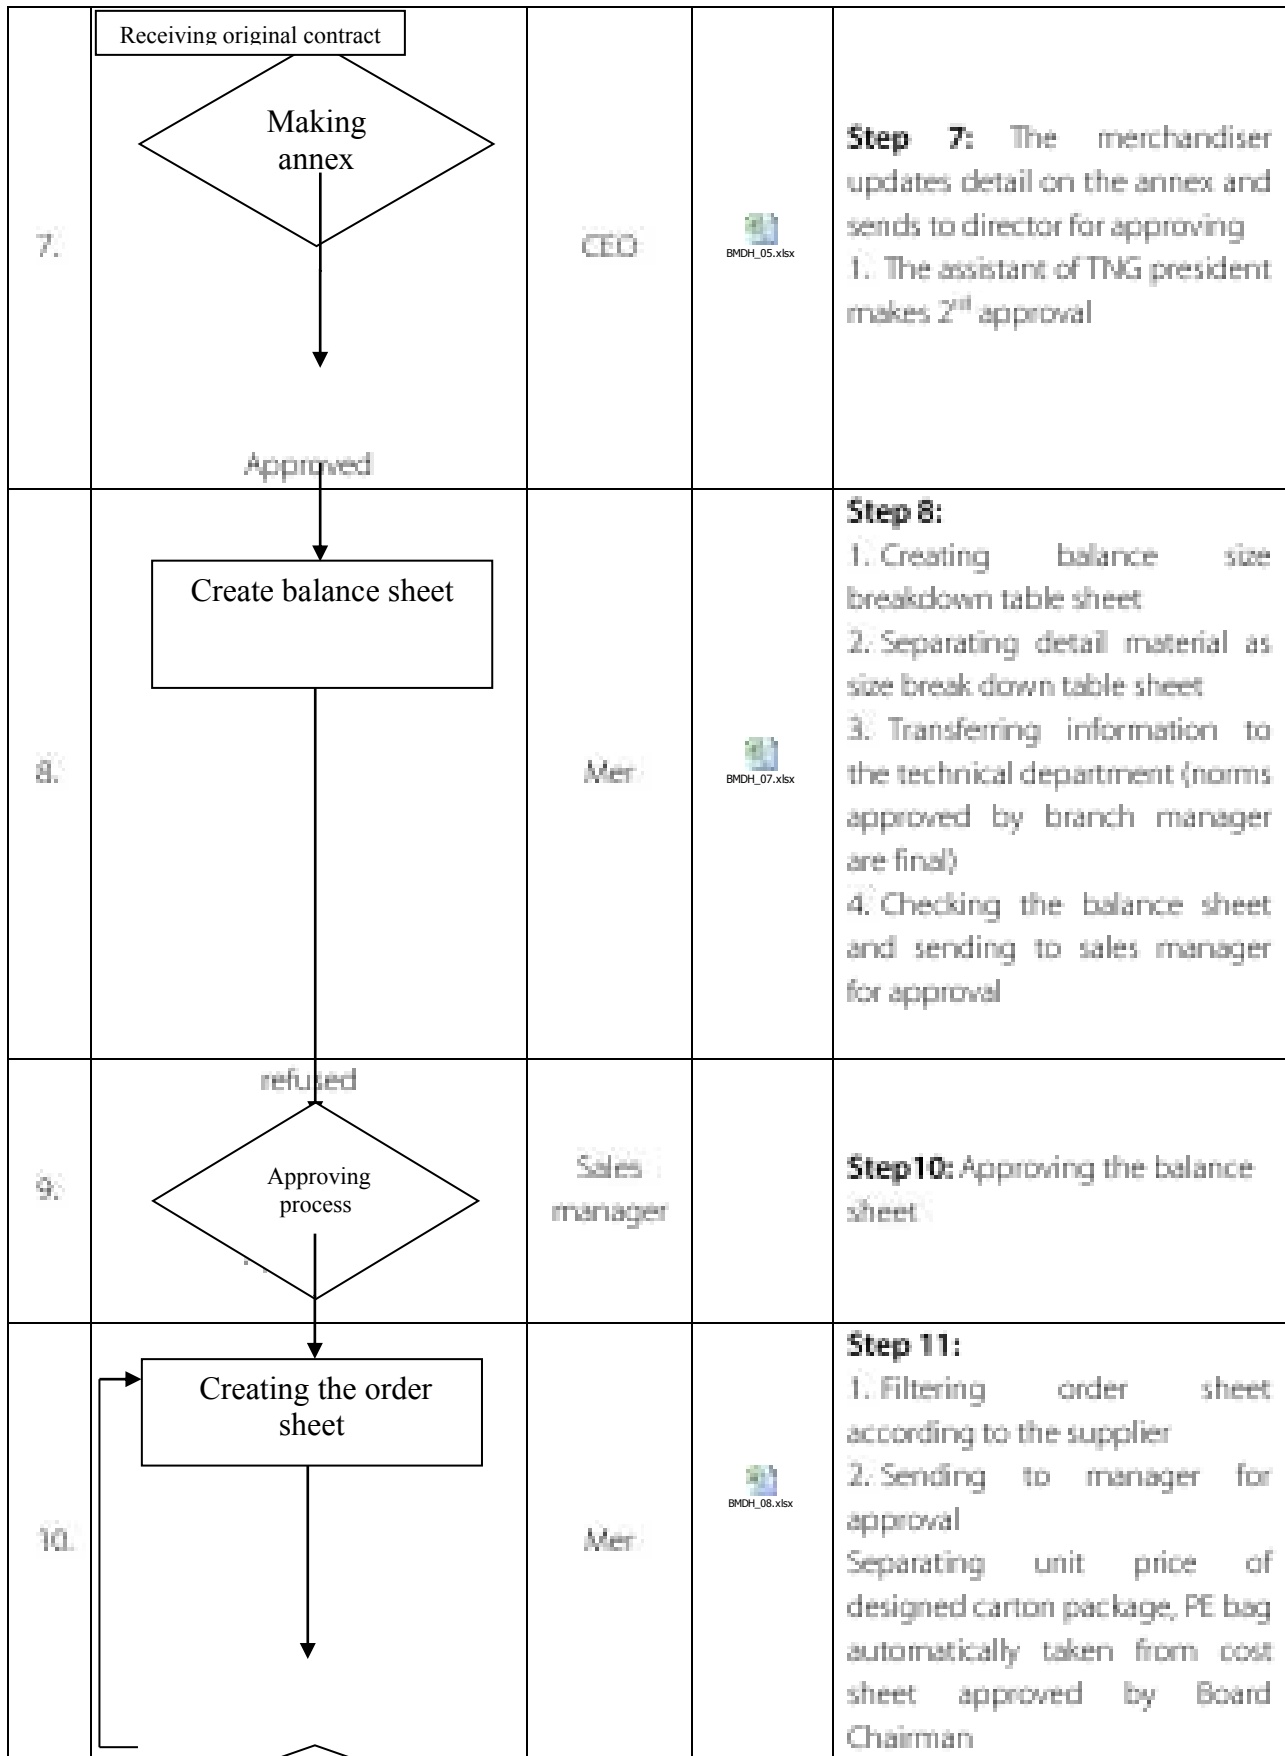 Receiving original contract
Making
annex
7.
CEO
BMDH_05.xlsx
Step 7: The merchandiser
updates detail on the annex and
sends to director for approving
1. The assistant of TNG president
makes 2nd approval
Approved
Create balance sheet
8.
Mer
BMDH_07.xlsx
Step 8:
1. Creating balance size
breakdown table sheet
2. Separating detail material as
size break down table sheet
3. Transferring information to
the technical department (norms
approved by branch manager
are final)
4. Checking the balance sheet
and sending to sales manager
for approval
refused
Approving
process
9.
Sales
manager
Step10: Approving the balance
sheet
Creating the order
sheet
10.
Mer
BMDH_08.xlsx
Step 11:
1. Filtering order sheet
according to the supplier
2. Sending to manager for
approval
Separating unit price of
designed carton package, PE bag
automatically taken from cost
sheet approved by Board
Chairman